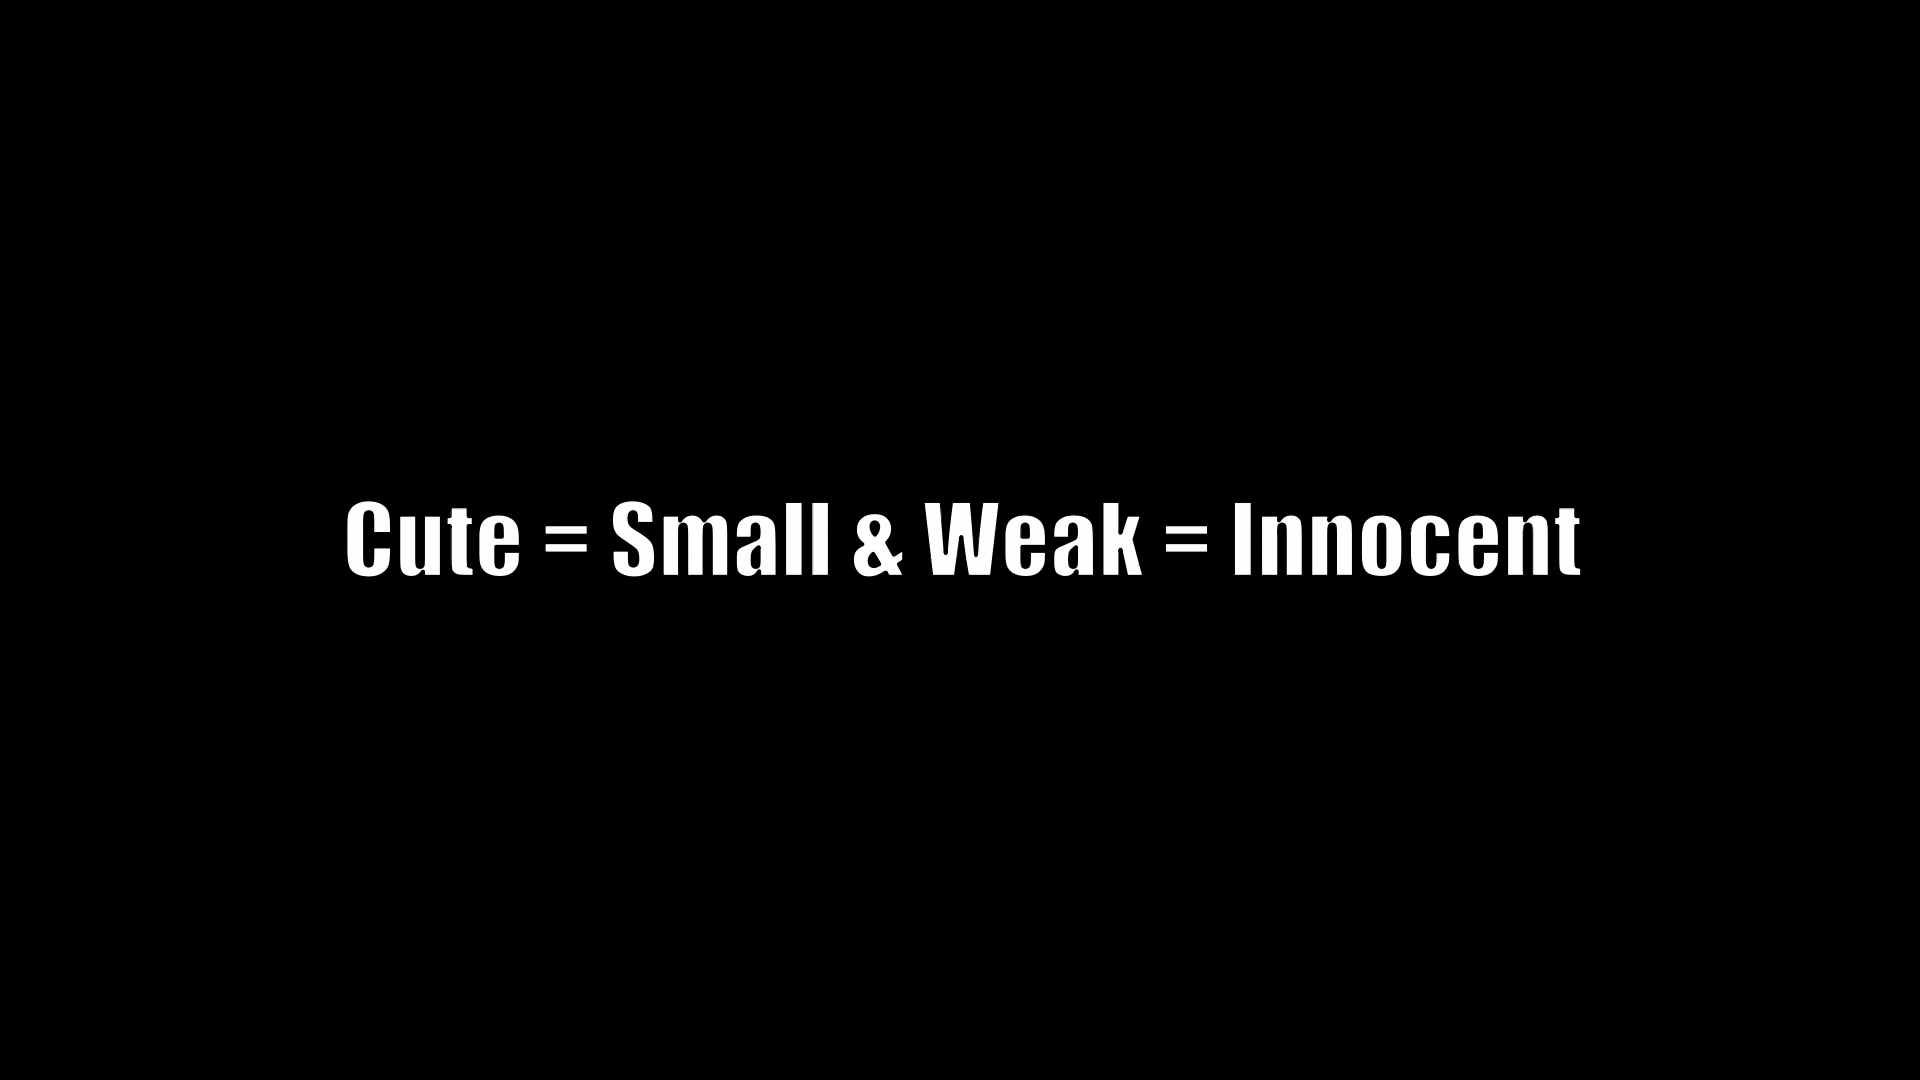 Cute = Small & Weak = Innocent